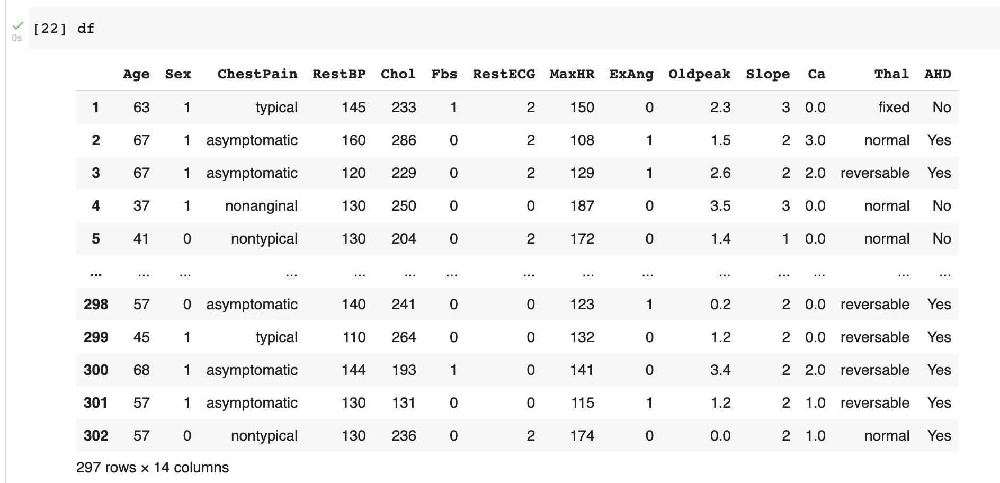 [22] df
0s
Age Sex ChestPain RestBP Chol Fbs RestECG MaxHR ExAng Oldpeak Slope Ca Thal AHD
1 63 1 typical 145 233 1 2 150 0 2.3 3 0.0 fixed No
2 67 1 asymptomatic 160 286 0 2 108 1 1.5 2 3.0 normal Yes
3 67 1 asymptomatic 120 229 0 2 129 1 2.6 2 2.0 reversable Yes
4 37 1 nonanginal 130 250 0 0 187 0 3.5 3 0.0 normal No
5 41 0 nontypical 130 204 0 2 172 0 1.4 1 0.0 normal No
... ... ... ... ... ... ... ... ... ... ... ... ... ... ...
298 57 0 asymptomatic 140 241 0 0 123 1 0.2 2 0.0 reversable Yes
299 45 1 typical 110 264 0 0 132 0 1.2 2 0.0 reversable Yes
300 68 1 asymptomatic 144 193 1 0 141 0 3.4 2 2.0 reversable Yes
301 57 1 asymptomatic 130 131 0 0 115 1 1.2 2 1.0 reversable Yes
302 57 0 nontypical 130 236 0 2 174 0 0.0 2 1.0 normal Yes
297 rows × 14 columns